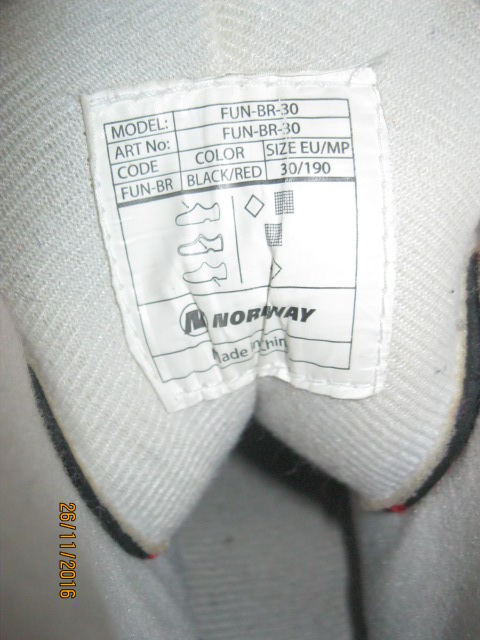 MODEL: FUN-BR-30
ART No: FUN-BR-30
CODE COLOR SIZE EU/MP
FUN-BR BLACK/RED 30/190
NORWAY
Made in China
26/11/2016